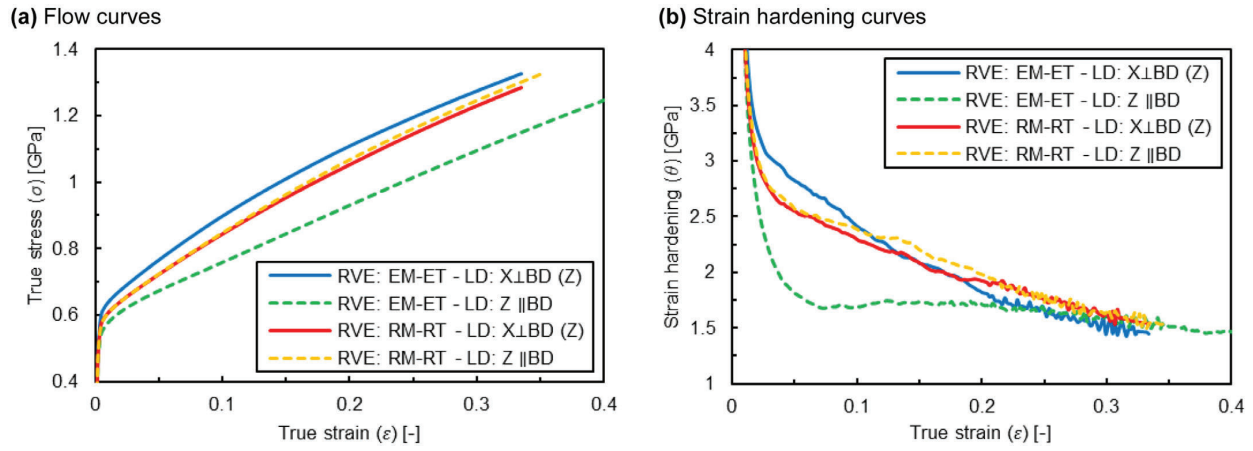 (a) Flow curves
True stress (σ) [GPa]
1.4
1.2
1
0.8
0.6
0.4
0
0.1
0.2
0.3
0.4
True strain (ε) [-]
RVE: EM-ET - LD: X⊥BD (Z)
RVE: EM-ET - LD: Z ∥BD
RVE: RM-RT - LD: X⊥BD (Z)
RVE: RM-RT - LD: Z ∥BD
(b) Strain hardening curves
Strain hardening (θ) [GPa]
4
3.5
3
2.5
2
1.5
1
0
0.1
0.2
0.3
0.4
True strain (ε) [-]
RVE: EM-ET - LD: X⊥BD (Z)
RVE: EM-ET - LD: Z ∥BD
RVE: RM-RT - LD: X⊥BD (Z)
RVE: RM-RT - LD: Z ∥BD